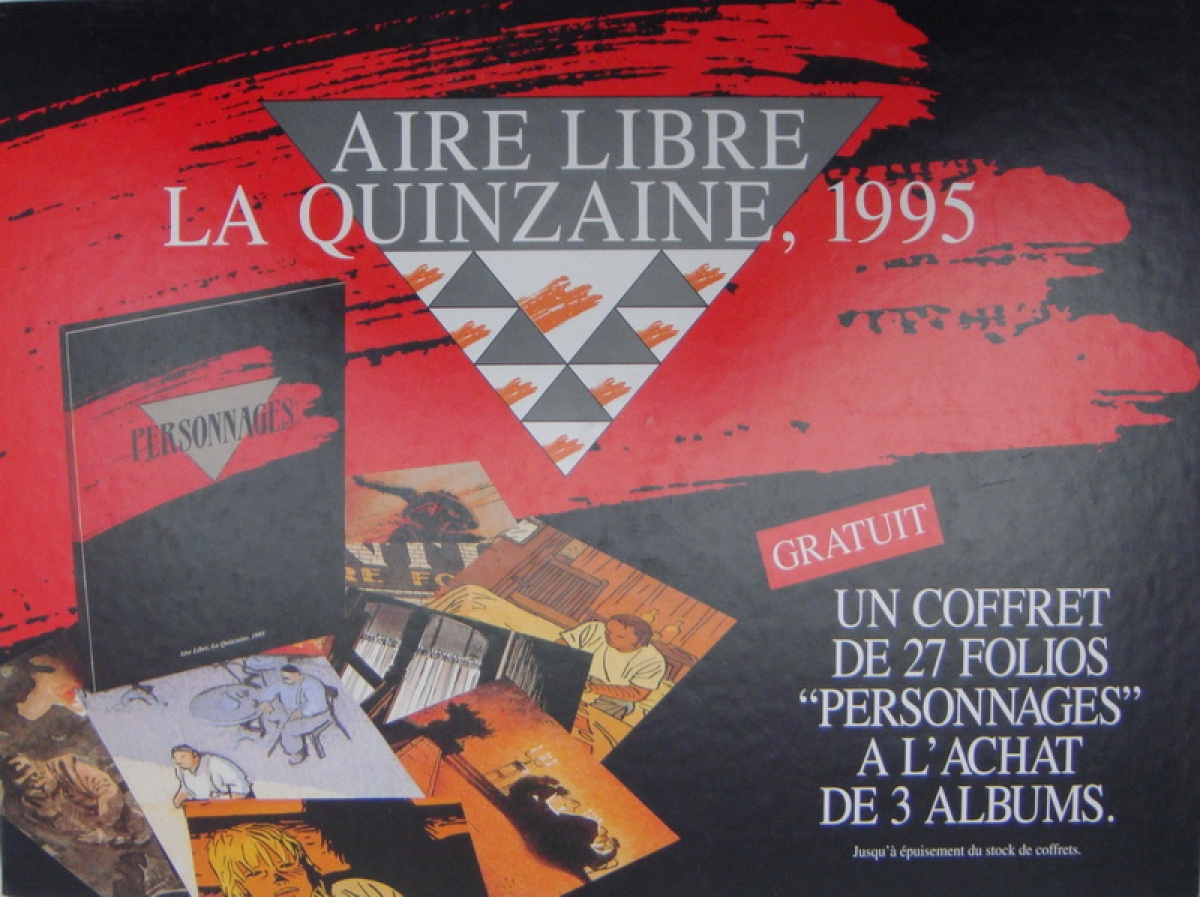 AIRE LIBRE
LA QUINZAINE, 1995
PERSONNAGES
Aire Libre, La Quinzaine, 1995
GRATUIT
UN COFFRET
DE 27 FOLIOS
“PERSONNAGES”
A L’ACHAT
DE 3 ALBUMS.
Jusqu’à épuisement du stock de coffrets.